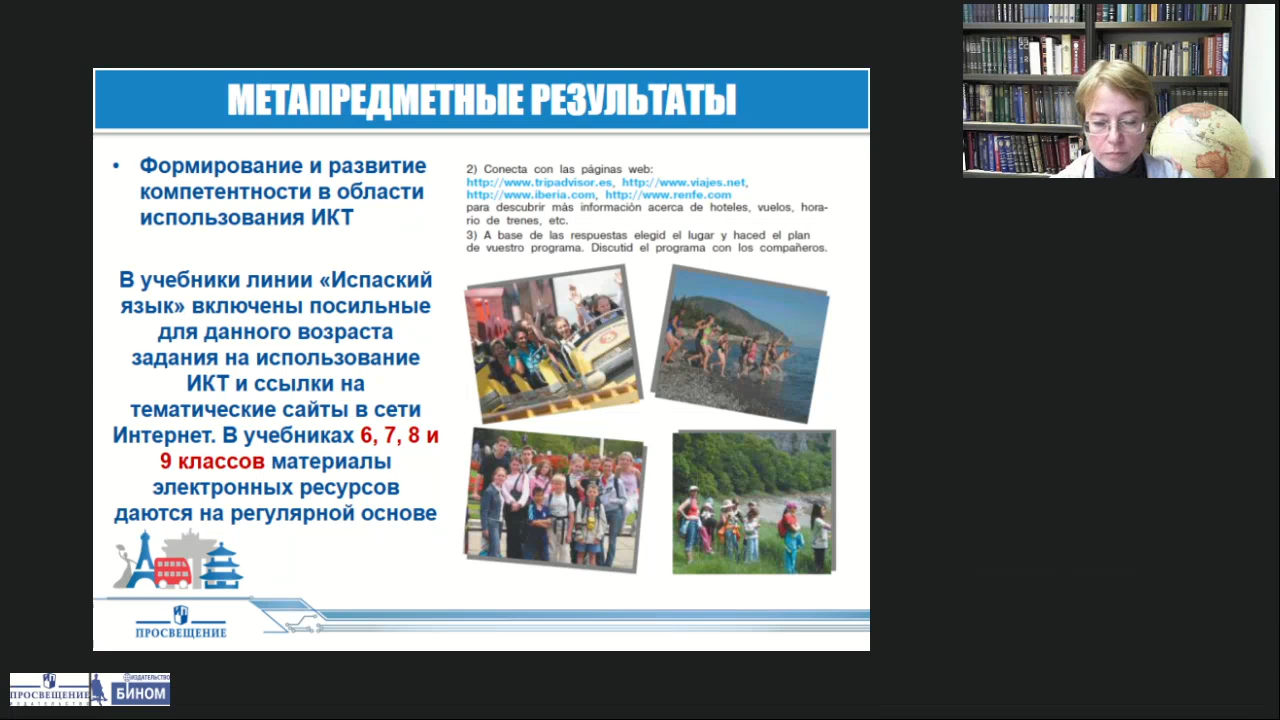 МЕТАПРЕДМЕТНЫЕ РЕЗУЛЬТАТЫ
• Формирование и развитие
компетентности в области
использования ИКТ
В учебники линии «Испаский
язык» включены посильные
для данного возраста
задания на использование
ИКТ и ссылки на
тематические сайты в сети
Интернет. В учебниках 6, 7, 8 и
9 классов материалы
электронных ресурсов
даются на регулярной основе
2) Conecta con las páginas web:
http://www.tripadvisor.es, http://www.viajes.net,
http://www.iberia.com, http://www.renfe.com
para descubrir más información acerca de hoteles, vuelos, hora-
rio de trenes, etc.
3) A base de las respuestas elegid el lugar y haced el plan
de vuestro programa. Discutid el programa con los compañeros.
ПРОСВЕЩЕНИЕ
ПРОСВЕЩЕНИЕ
ИЗДАТЕЛЬСТВО
ИЗДАТЕЛЬСТВО
БИНОМ